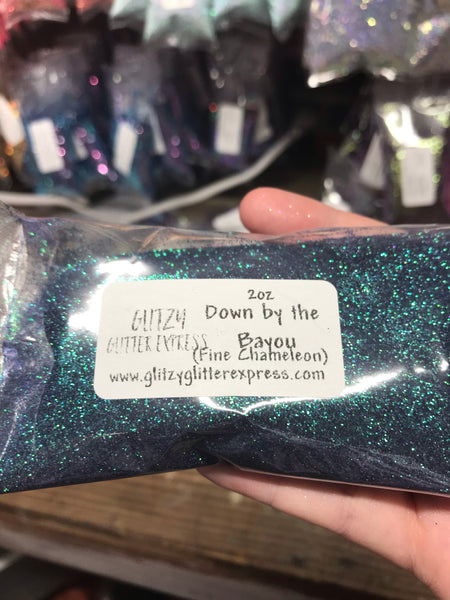 2oz
GLITZY Down by the
GLITTER EXPRESS Bayou
(Fine Chameleon)
www.glitzyglitterexpress.com